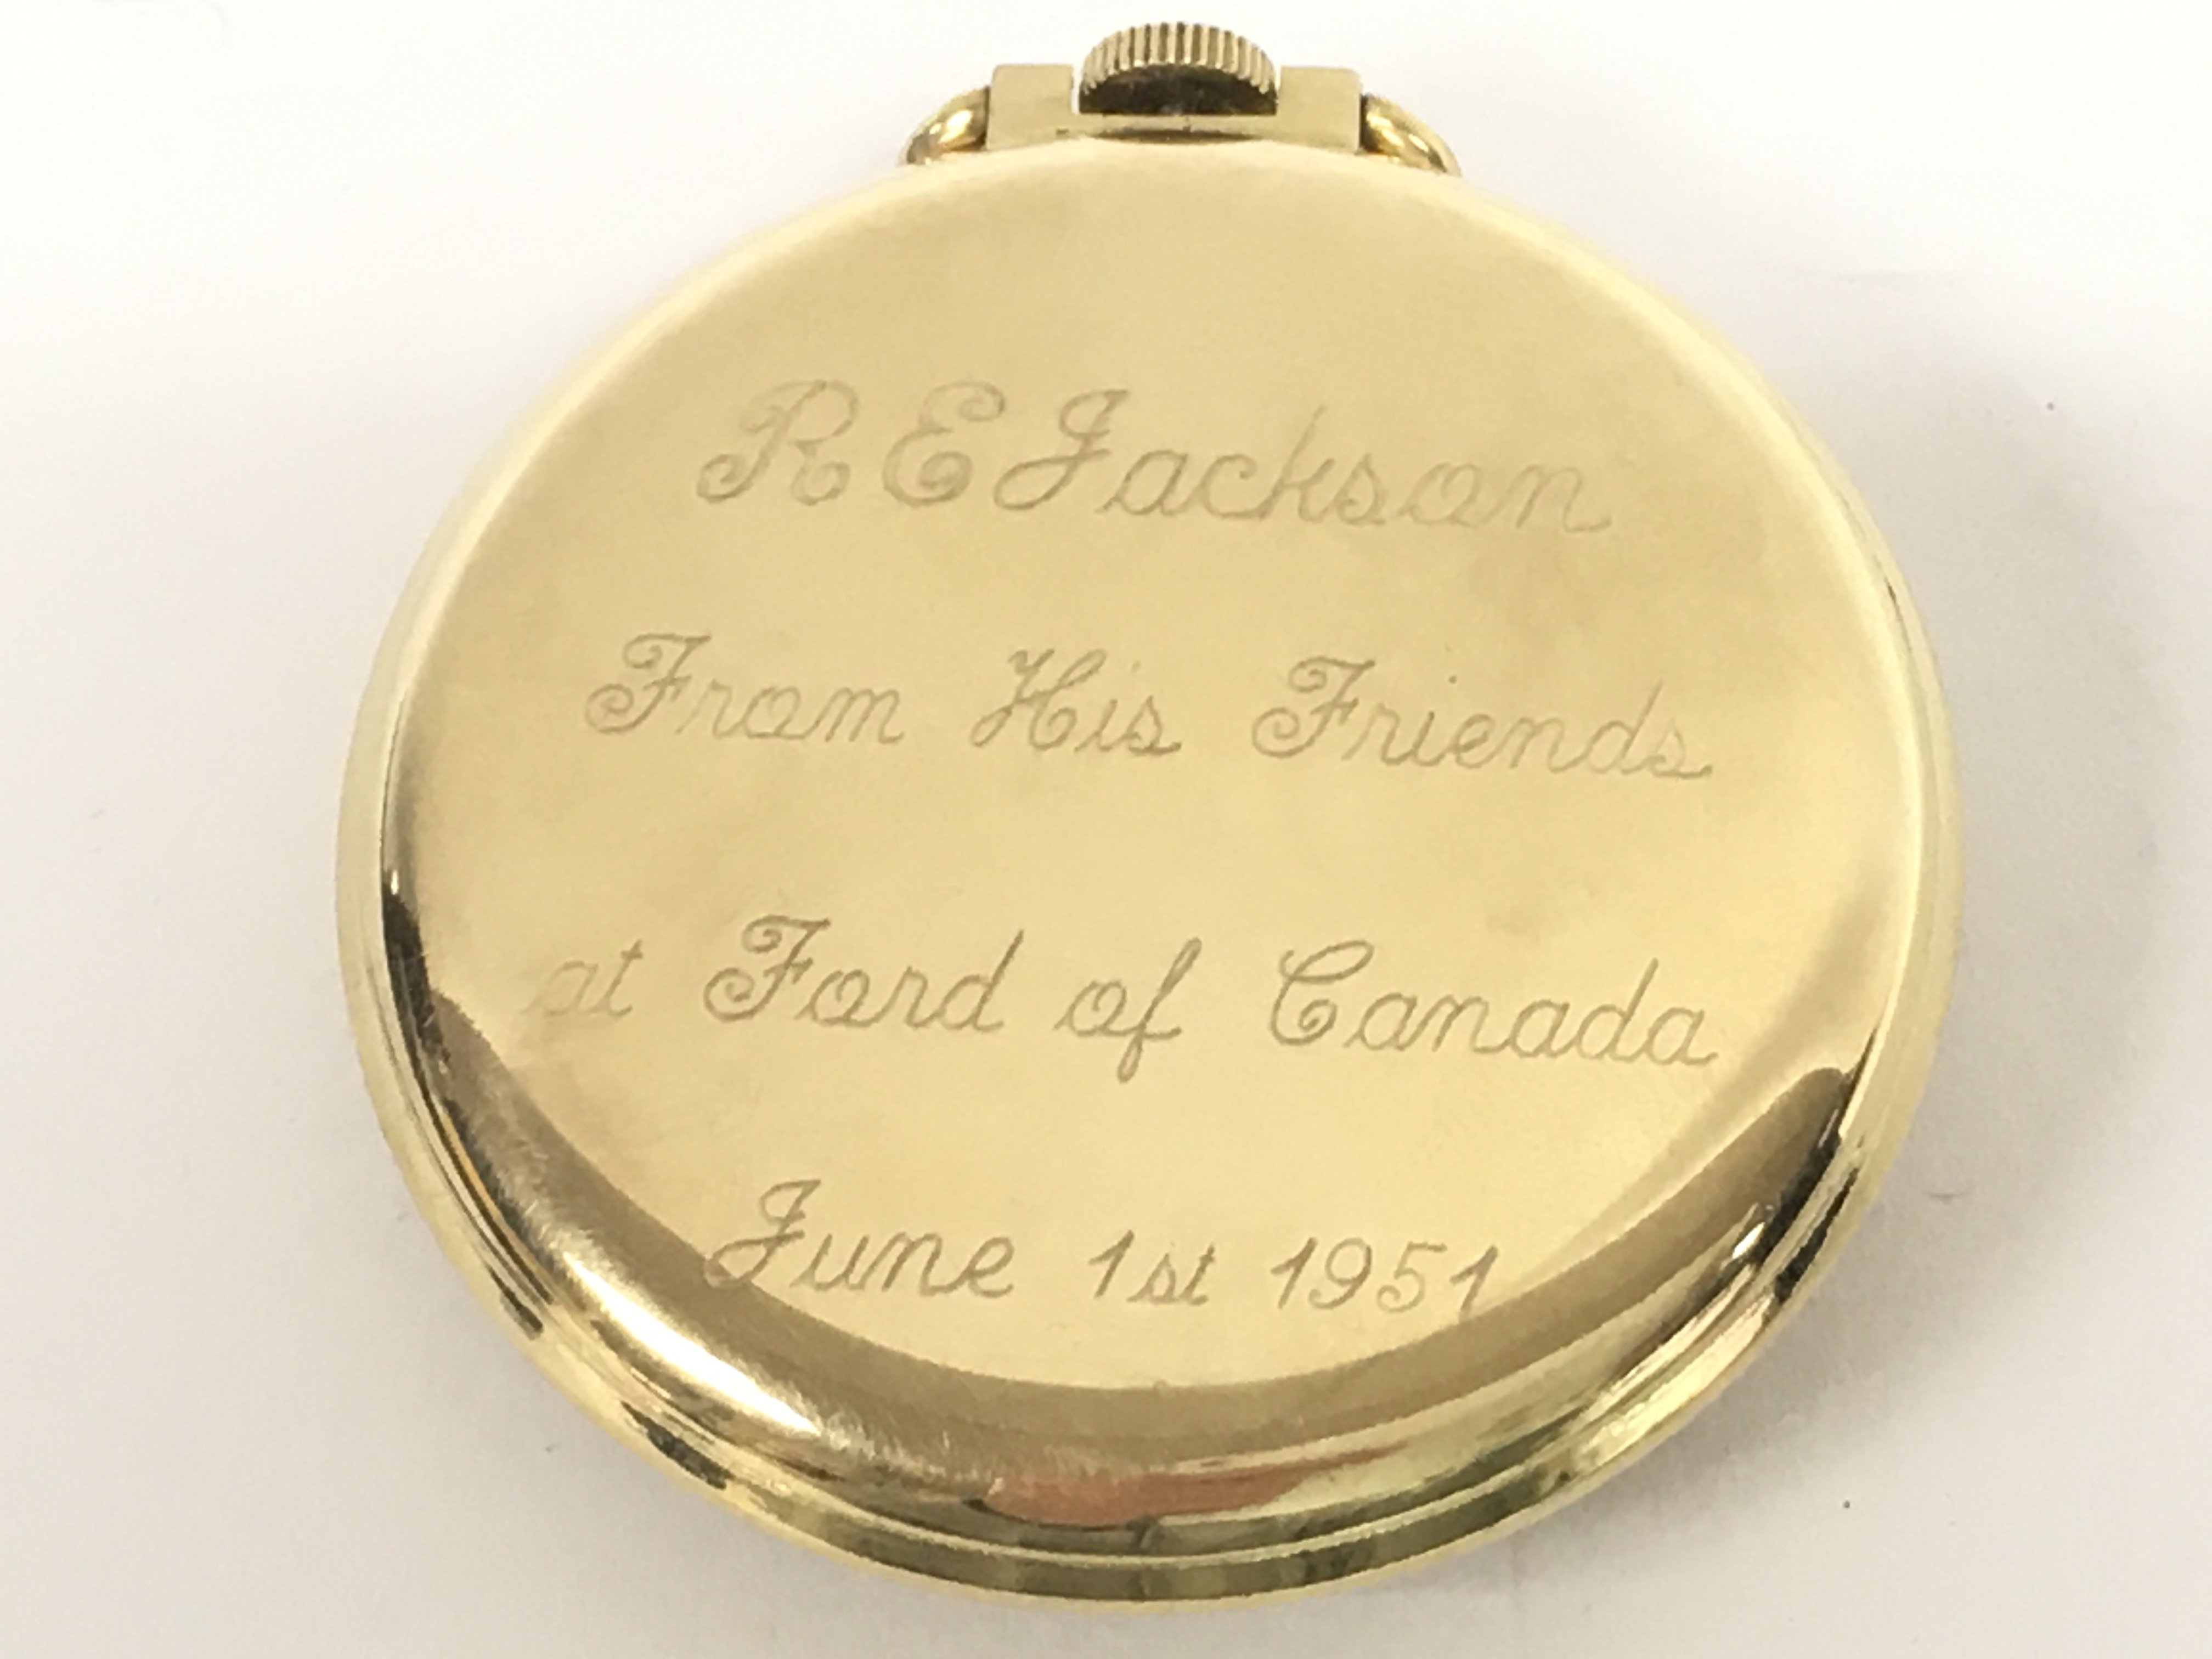 R E Jackson
From His Friends
at Ford of Canada
June 1st 1951